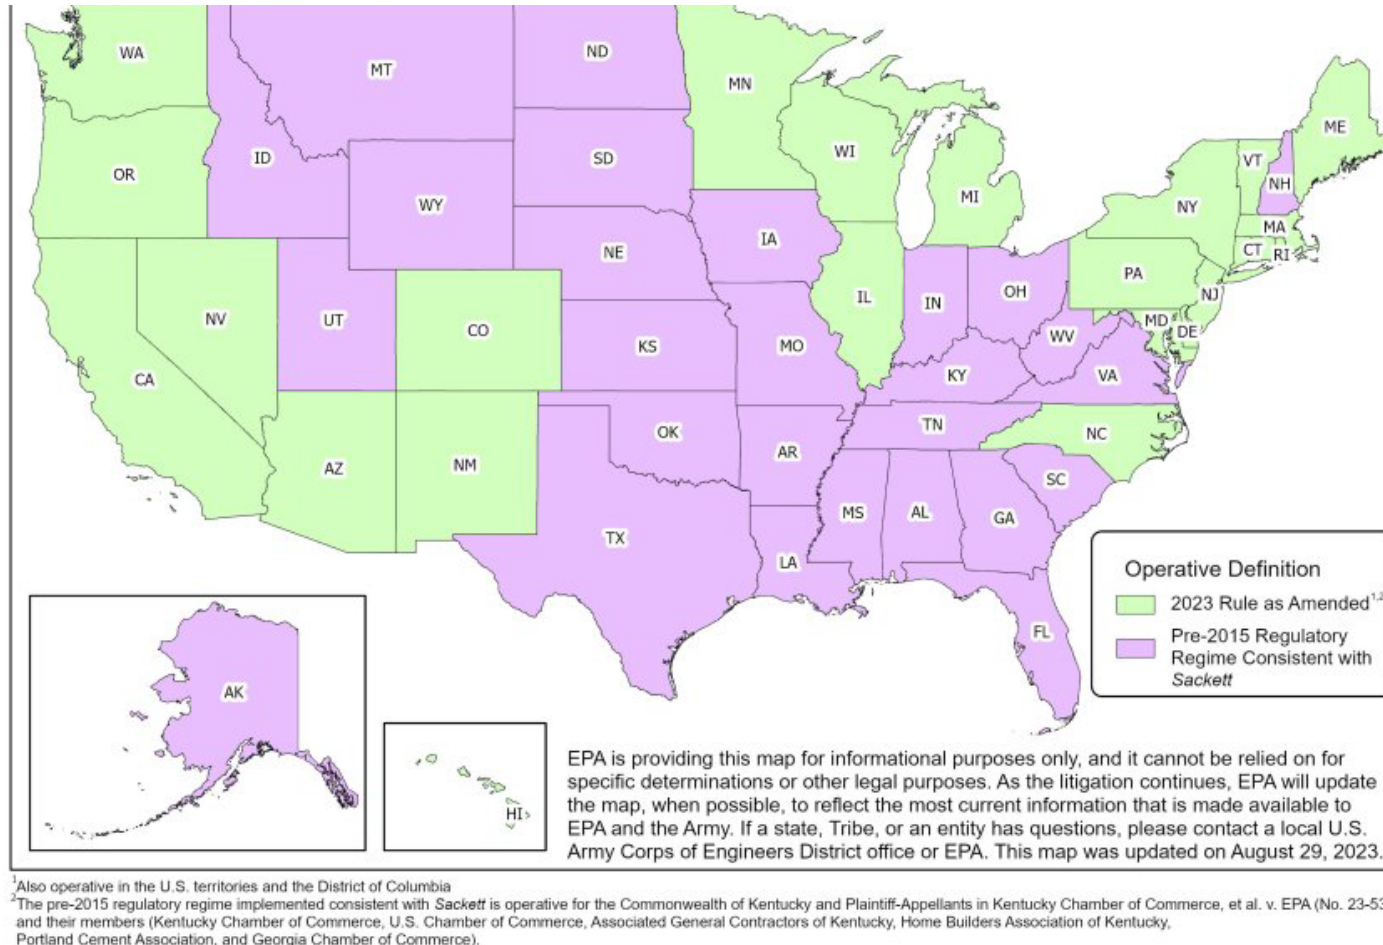 WA
MT
ND
MN
ME
WI
VT
ID
SD
OR
NH
MI
NY
WY
MA
IA
CT
RI
NE
PA
OH
IL
IN
NJ
NV
UT
CO
MD
DE
WV
KS
MO
CA
KY
VA
TN
OK
NC
AR
AZ
NM
SC
MS
AL
GA
TX
LA
FL
AK
HI
Operative Definition
2023 Rule as Amended1,2
Pre-2015 Regulatory
Regime Consistent with
Sackett
EPA is providing this map for informational purposes only, and it cannot be relied on for
specific determinations or other legal purposes. As the litigation continues, EPA will update
the map, when possible, to reflect the most current information that is made available to
EPA and the Army. If a state, Tribe, or an entity has questions, please contact a local U.S.
Army Corps of Engineers District office or EPA. This map was updated on August 29, 2023.
1Also operative in the U.S. territories and the District of Columbia
2The pre-2015 regulatory regime implemented consistent with Sackett is operative for the Commonwealth of Kentucky and Plaintiff-Appellants in Kentucky Chamber of Commerce, et al. v. EPA (No. 23-53
and their members (Kentucky Chamber of Commerce, U.S. Chamber of Commerce, Associated General Contractors of Kentucky, Home Builders Association of Kentucky,
Portland Cement Association, and Georgia Chamber of Commerce).